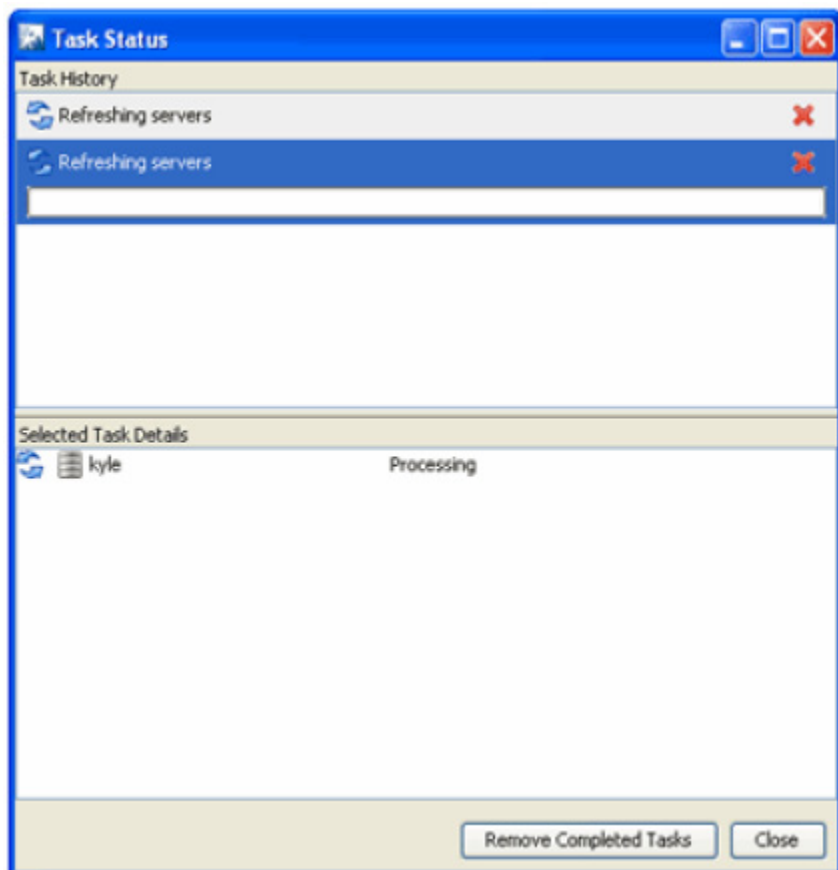 Task Status
Task History
Refreshing servers
Refreshing servers
Selected Task Details
kyle Processing
Remove Completed Tasks Close